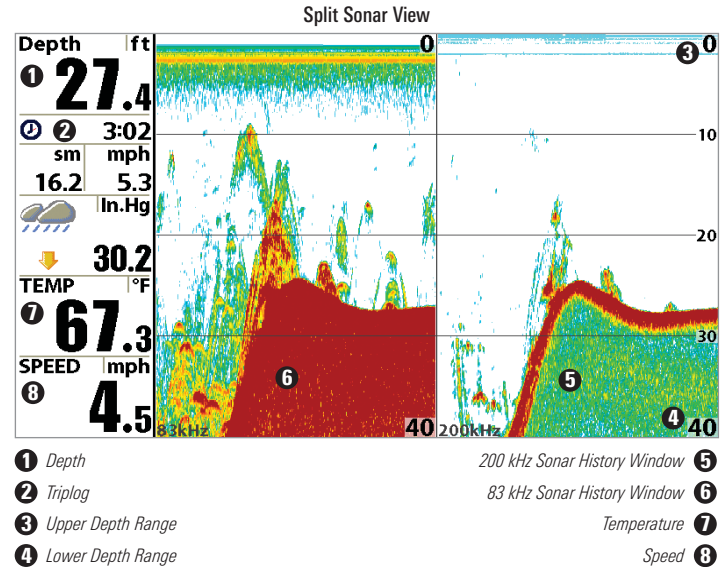 Split Sonar View
Depth ft
1 27.4
2 3:02
sm mph
16.2 5.3
In.Hg
30.2
TEMP °F
7 67.3
SPEED mph
8 4.5
0
6
83kHz 40
0
3
10
20
30
5
4
200kHz 40
1 Depth
2 Triplog
3 Upper Depth Range
4 Lower Depth Range
200 kHz Sonar History Window 5
83 kHz Sonar History Window 6
Temperature 7
Speed 8